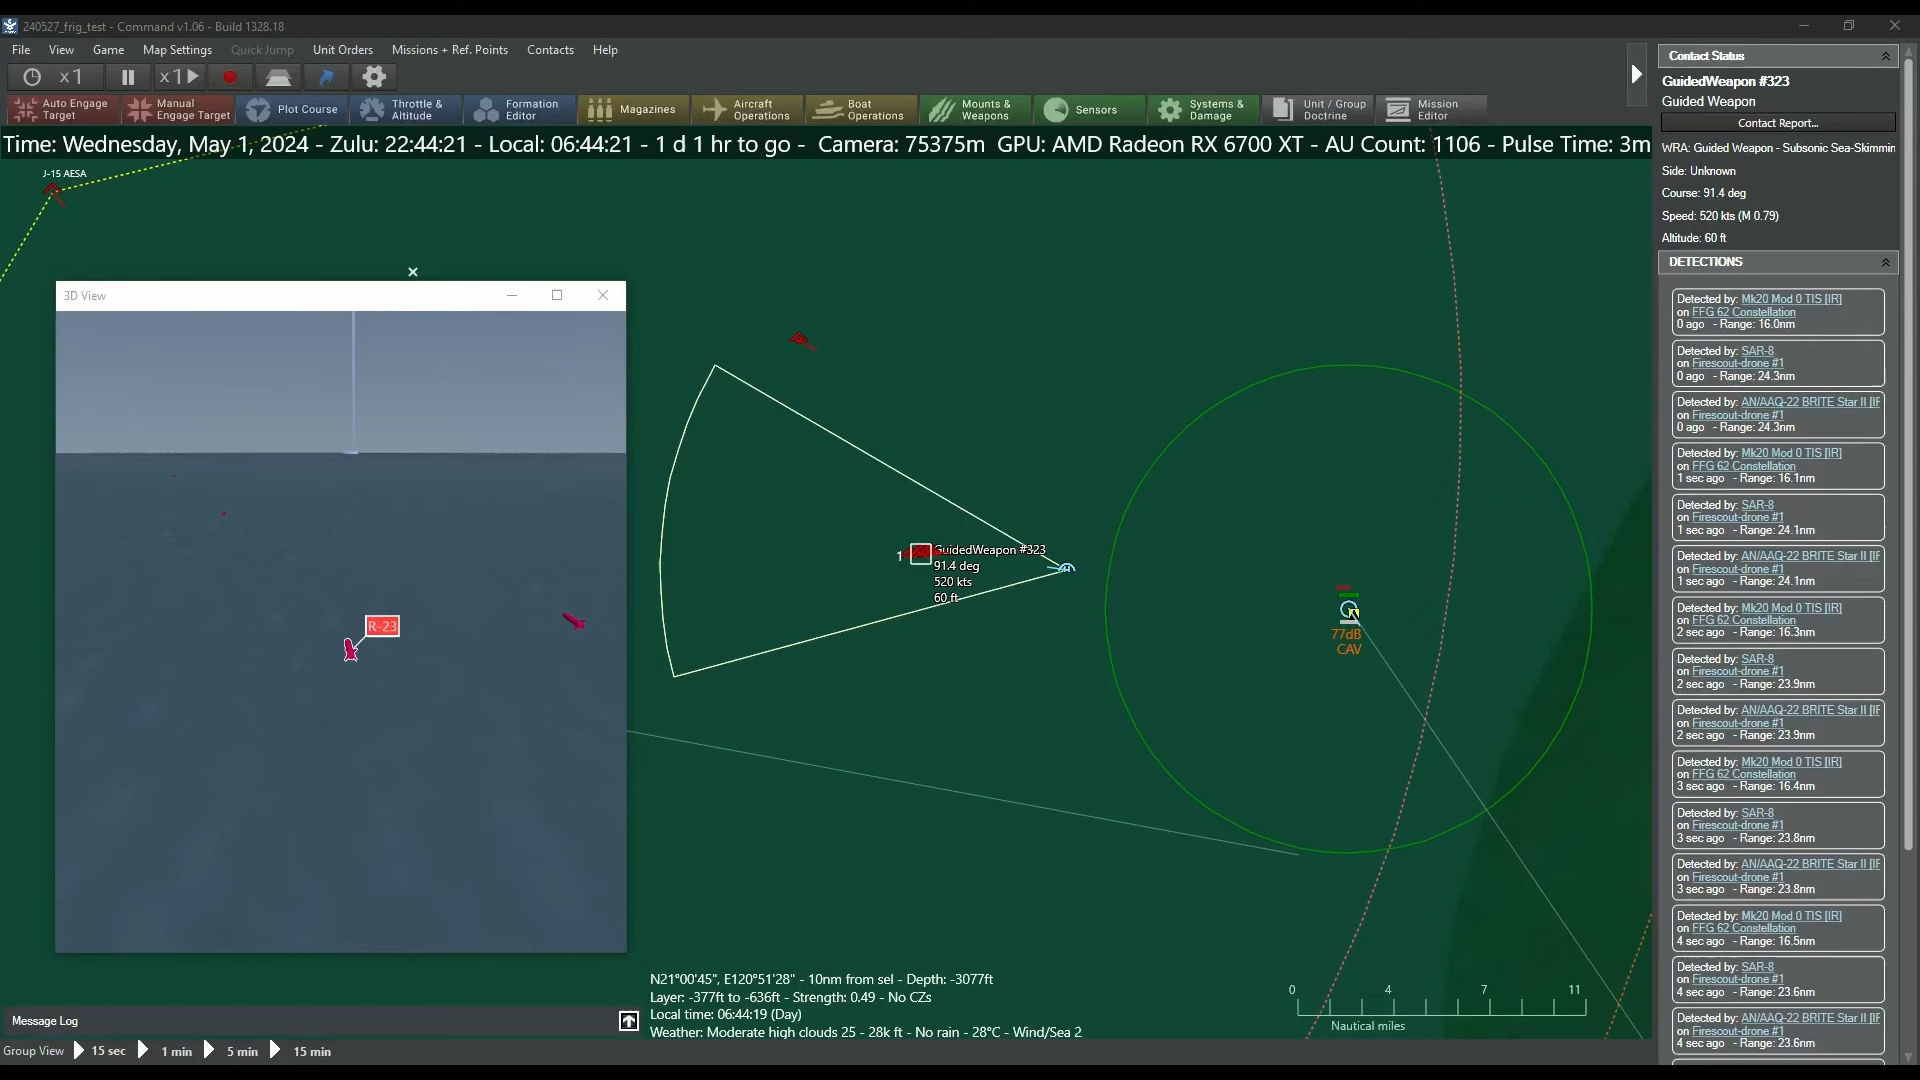 240527_frig_test - Command v1.06 - Build 1328.18
File View Game Map Settings Quick Jump Unit Orders Missions + Ref. Points Contacts Help
x1
x1
Auto Engage
Target
Manual
Engage Target
Plot Course
Throttle &
Altitude
Formation
Editor
Magazines
Aircraft
Operations
Boat
Operations
Mounts &
Weapons
Sensors
Systems &
Damage
Unit / Group
Doctrine
Mission
Editor
Time: Wednesday, May 1, 2024 - Zulu: 22:44:21 - Local: 06:44:21 - 1 d 1 hr to go - Camera: 75375m GPU: AMD Radeon RX 6700 XT - AU Count: 1106 - Pulse Time: 3m
J-15 AESA
3D View
R-23
1
GuidedWeapon #323
91.4 deg
520 kts
60 ft
77dB
CAV
N21°00'45", E120°51'28" - 10nm from sel - Depth: -3077ft
Layer: -377ft to -636ft - Strength: 0.49 - No CZs
Local time: 06:44:19 (Day)
Weather: Moderate high clouds 25 - 28k ft - No rain - 28°C - Wind/Sea 2
0 4 7 11
Nautical miles
Message Log
Group View 15 sec 1 min 5 min 15 min
Contact Status
GuidedWeapon #323
Guided Weapon
Contact Report...
WRA: Guided Weapon - Subsonic Sea-Skimmin
Side: Unknown
Course: 91.4 deg
Speed: 520 kts (M 0.79)
Altitude: 60 ft
DETECTIONS
Detected by: Mk20 Mod 0 TIS [IR]
on FFG 62 Constellation
0 ago - Range: 16.0nm
Detected by: SAR-8
on Firescout-drone #1
0 ago - Range: 24.3nm
Detected by: AN/AAQ-22 BRITE Star II [IF
on Firescout-drone #1
0 ago - Range: 24.3nm
Detected by: Mk20 Mod 0 TIS [IR]
on FFG 62 Constellation
1 sec ago - Range: 16.1nm
Detected by: SAR-8
on Firescout-drone #1
1 sec ago - Range: 24.1nm
Detected by: AN/AAQ-22 BRITE Star II [IF
on Firescout-drone #1
1 sec ago - Range: 24.1nm
Detected by: Mk20 Mod 0 TIS [IR]
on FFG 62 Constellation
2 sec ago - Range: 16.3nm
Detected by: SAR-8
on Firescout-drone #1
2 sec ago - Range: 23.9nm
Detected by: AN/AAQ-22 BRITE Star II [IF
on Firescout-drone #1
2 sec ago - Range: 23.9nm
Detected by: Mk20 Mod 0 TIS [IR]
on FFG 62 Constellation
3 sec ago - Range: 16.4nm
Detected by: SAR-8
on Firescout-drone #1
3 sec ago - Range: 23.8nm
Detected by: AN/AAQ-22 BRITE Star II [IF
on Firescout-drone #1
3 sec ago - Range: 23.8nm
Detected by: Mk20 Mod 0 TIS [IR]
on FFG 62 Constellation
4 sec ago - Range: 16.5nm
Detected by: SAR-8
on Firescout-drone #1
4 sec ago - Range: 23.6nm
Detected by: AN/AAQ-22 BRITE Star II [IF
on Firescout-drone #1
4 sec ago - Range: 23.6nm